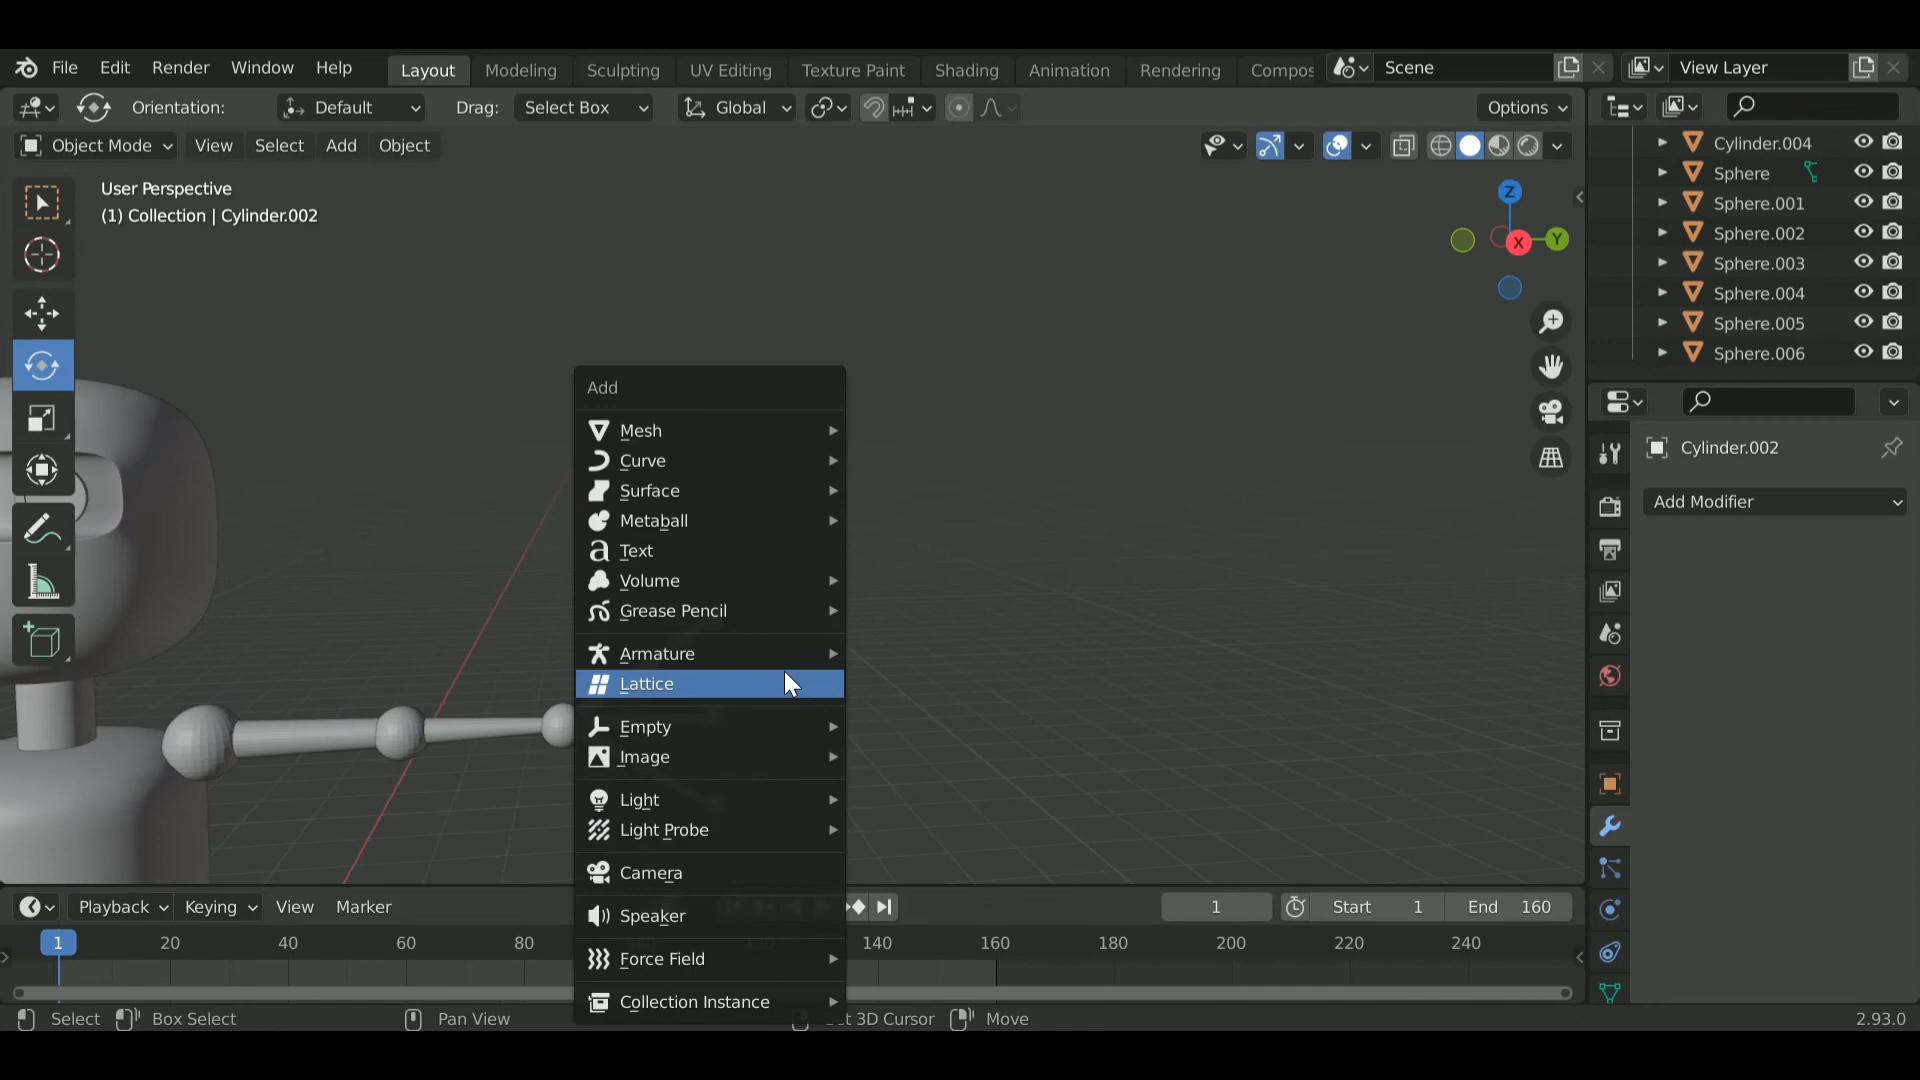 File Edit Render Window Help Layout Modeling Sculpting UV Editing Texture Paint Shading Animation Rendering Compos Scene View Layer
Orientation: Default Drag: Select Box Global Options
Object Mode View Select Add Object
User Perspective
(1) Collection | Cylinder.002
Z
Y
X
Cylinder.004
Sphere
Sphere.001
Sphere.002
Sphere.003
Sphere.004
Sphere.005
Sphere.006
Cylinder.002
Add Modifier
Add
Mesh
Curve
Surface
Metaball
Text
Volume
Grease Pencil
Armature
Lattice
Empty
Image
Light
Light Probe
Camera
Speaker
Force Field
Collection Instance
Playback Keying View Marker 1 Start 1 End 160
1 20 40 60 80 140 160 180 200 220 240
Select Box Select Pan View 3D Cursor Move 2.93.0